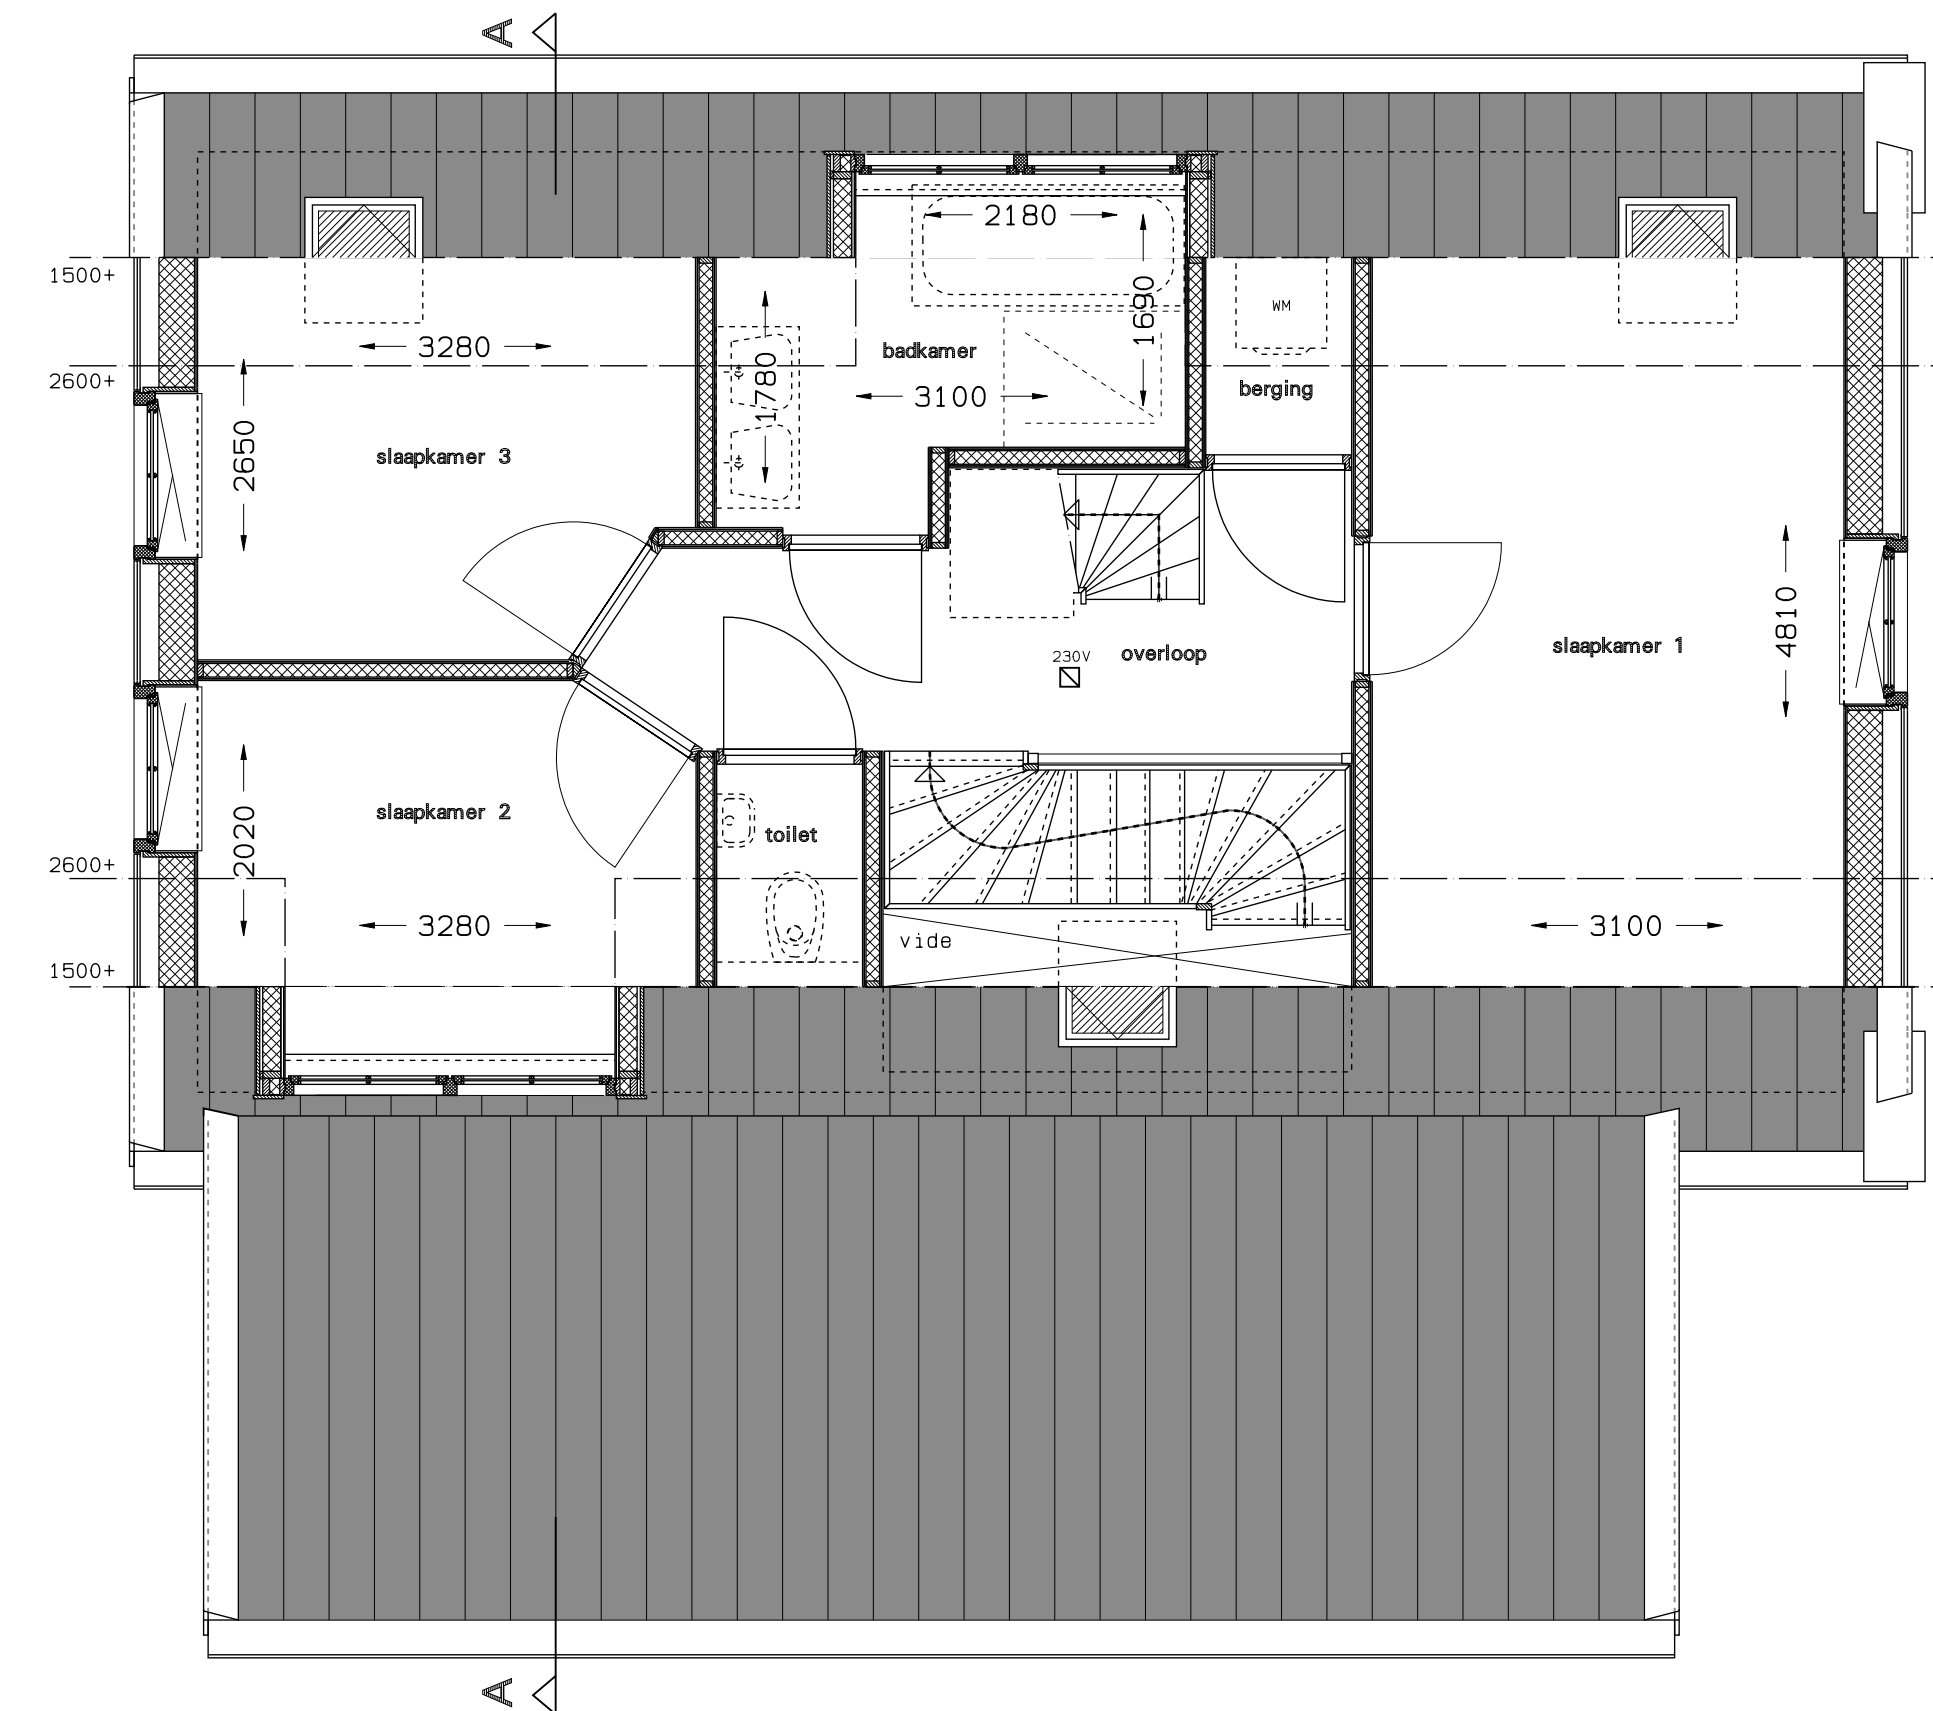 A
2180
1500+
1690
WM
3280
badkamer
2600+
1780
berging
3100
2650
slaapkamer 3
4810
slaapkamer 1
230V
overloop
slaapkamer 2
toilet
2020
2600+
3280
3100
vide
1500+
A